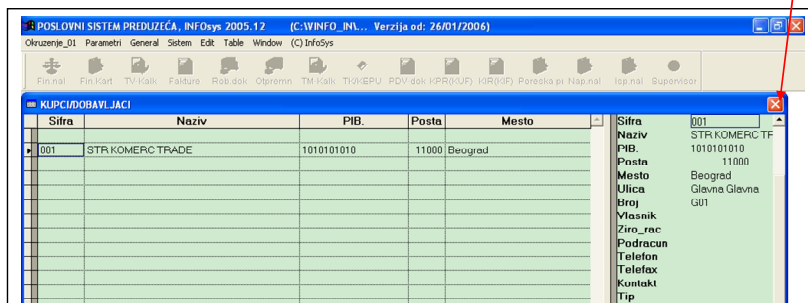 POSLOVNI SISTEM PREDUZEĆA, INFOsys 2005.12 (C:\VINFO_IN\... Verzija od: 26/01/2006)
Okruzenje_01 Parametri General Sistem Edit Table Window (C) InfoSys
Fin.nal Fin.Kart TV-Kalk Fakture Rob.dok Otpremn TM-Kalk TK/KEPU PDV-dok KPR(KUF) KIR(KIF) Poreska pi Nap.nal Isp.nal Supervisor
KUPCI/DOBAVLJACI
Sifra Naziv PIB. Posta Mesto
001 STR KOMERC TRADE 1010101010 11000 Beograd
Sifra 001
Naziv STR KOMERC TR
PIB. 1010101010
Posta 11000
Mesto Beograd
Ulica Glavna Glavna
Broj G01
Vlasnik
Ziro_rac
Podracun
Telefon
Telefax
Kontakt
Tip